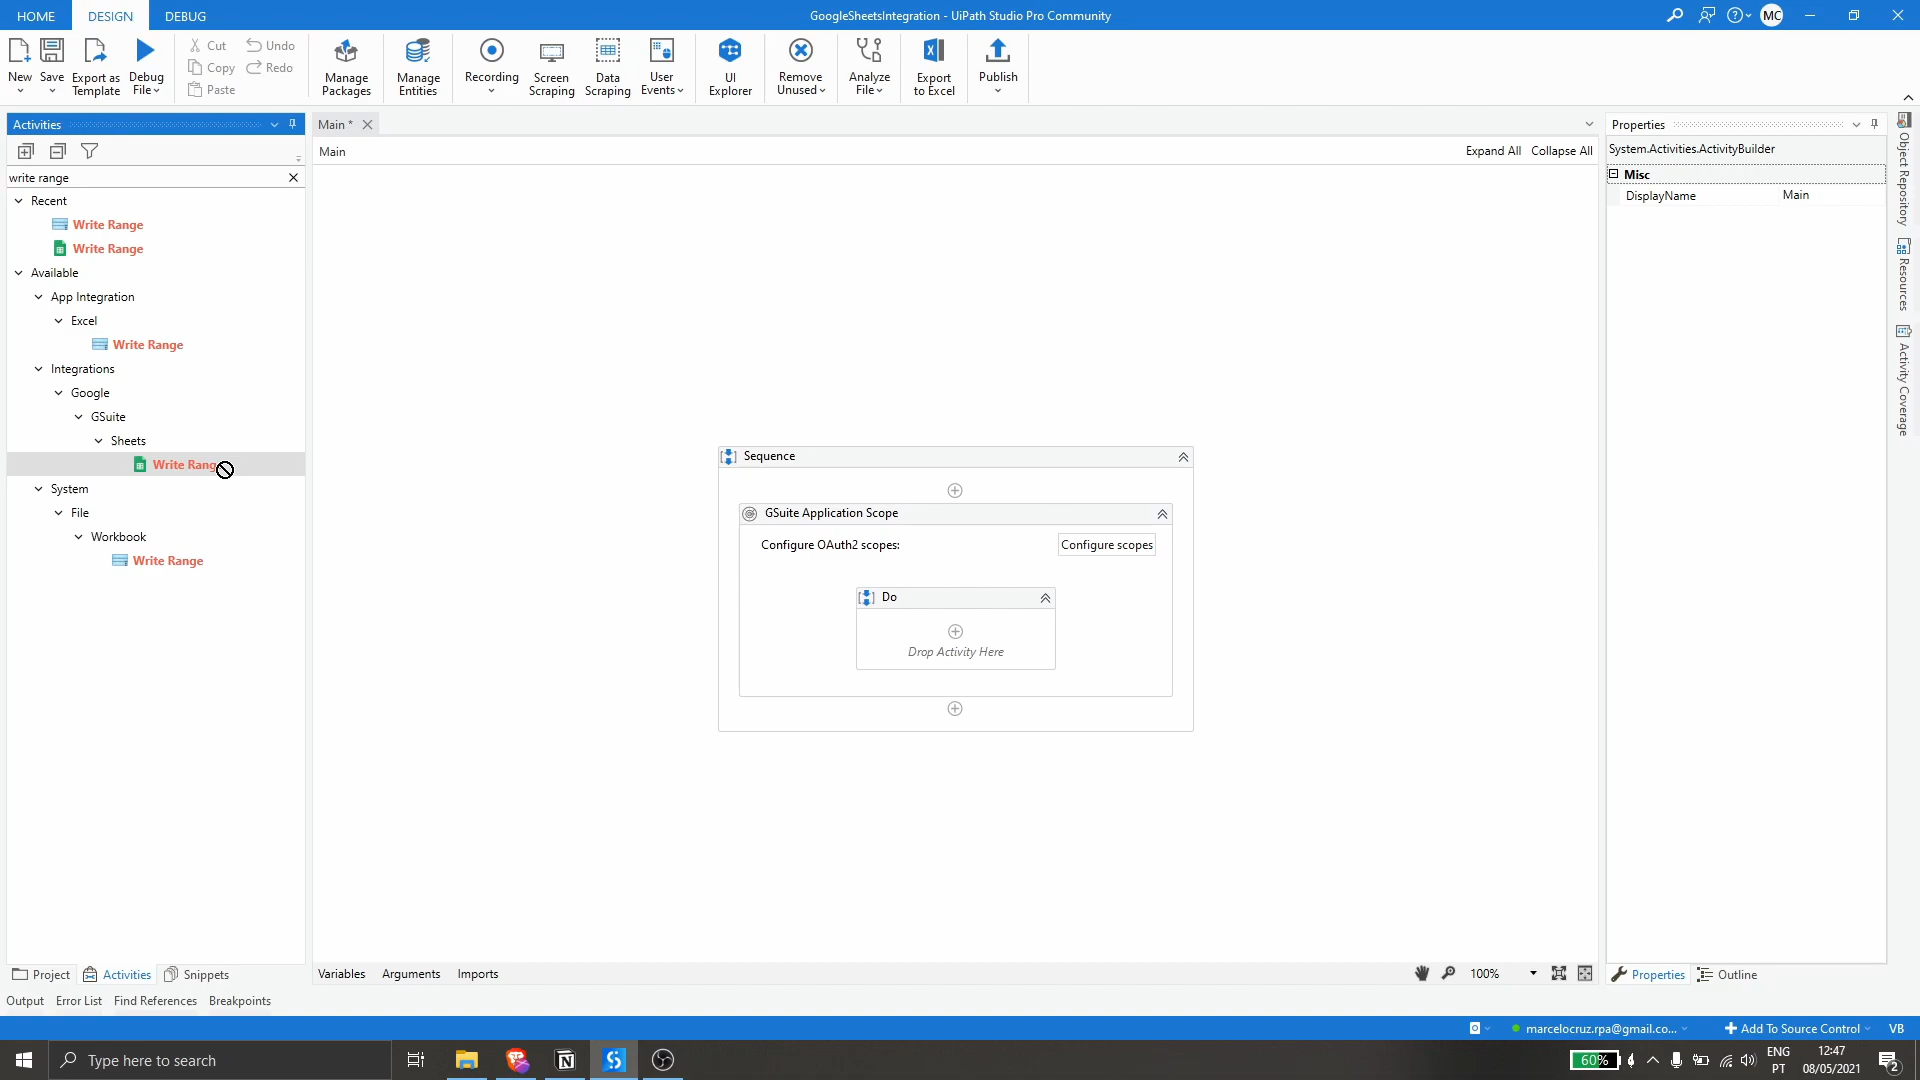 HOME DESIGN DEBUG
GoogleSheetsIntegration - UiPath Studio Pro Community
MC
New Save Export as Template Debug File
Cut Copy Paste
Undo Redo
Manage Packages
Manage Entities
Recording
Screen Scraping
Data Scraping
User Events
UI Explorer
Remove Unused
Analyze File
Export to Excel
Publish
Activities
write range
Recent
Write Range
Write Range
Available
App Integration
Excel
Write Range
Integrations
Google
GSuite
Sheets
Write Rang
System
File
Workbook
Write Range
Project Activities Snippets
Main *
Main
Expand All Collapse All
Sequence
GSuite Application Scope
Configure OAuth2 scopes: Configure scopes
Do
Drop Activity Here
Variables Arguments Imports
100%
Properties
System.Activities.ActivityBuilder
Misc
DisplayName Main
Properties Outline
Object Repository
Resources
Activity Coverage
Output Error List Find References Breakpoints
marcelocruz.rpa@gmail.co... Add To Source Control VB
Type here to search
60%
ENG
PT
12:47
08/05/2021
2